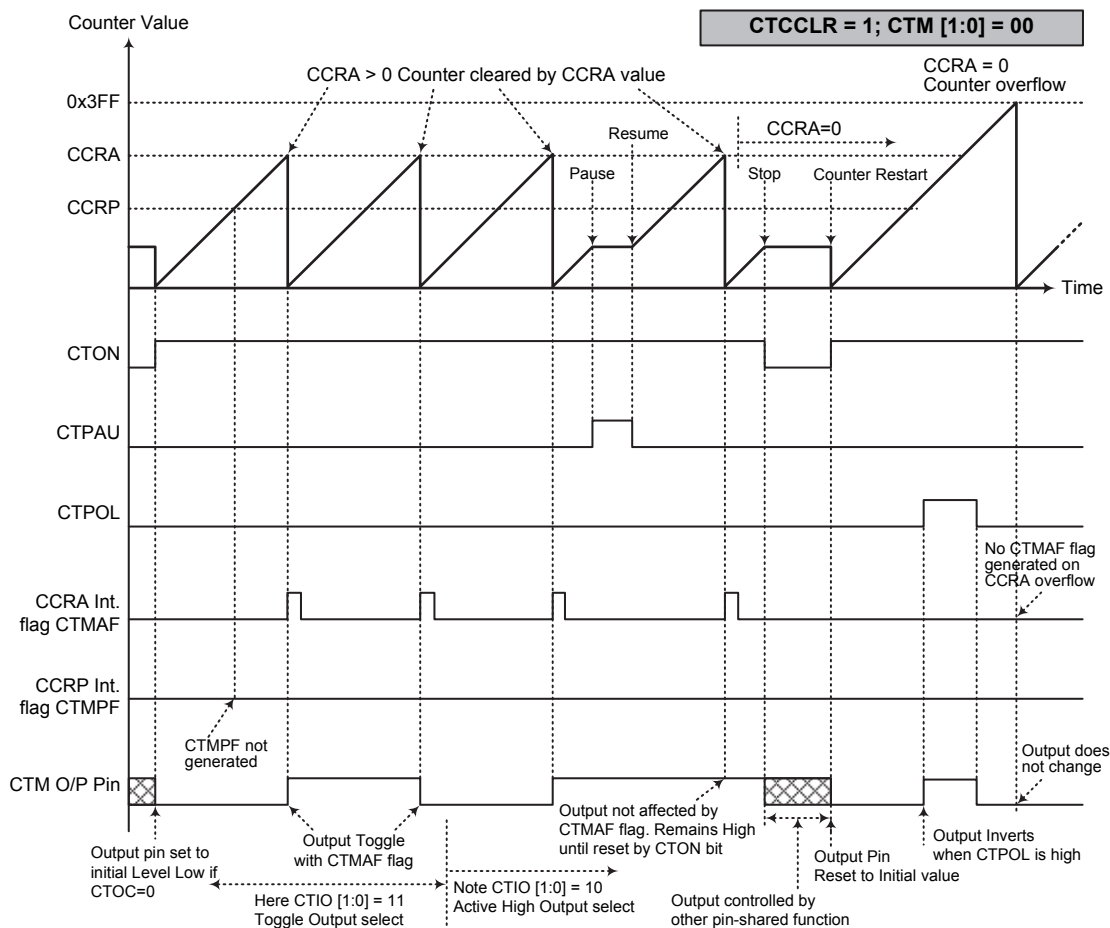 Counter Value
CTCCLR = 1; CTM [1:0] = 00
CCRA > 0 Counter cleared by CCRA value
CCRA = 0
Counter overflow
0x3FF
CCRA
CCRP
Resume
CCRA=0
Pause
Stop
Counter Restart
Time
CTON
CTPAU
CTPOL
No CTMAF flag
generated on
CCRA overflow
CCRA Int.
flag CTMAF
CCRP Int.
flag CTMPF
CTMPF not
generated
Output does
not change
CTM O/P Pin
Output pin set to
initial Level Low if
CTOC=0
Output Toggle
with CTMAF flag
Output not affected by
CTMAF flag. Remains High
until reset by CTON bit
Output Pin
Reset to Initial value
Output Inverts
when CTPOL is high
Here CTIO [1:0] = 11
Toggle Output select
Note CTIO [1:0] = 10
Active High Output select
Output controlled by
other pin-shared function